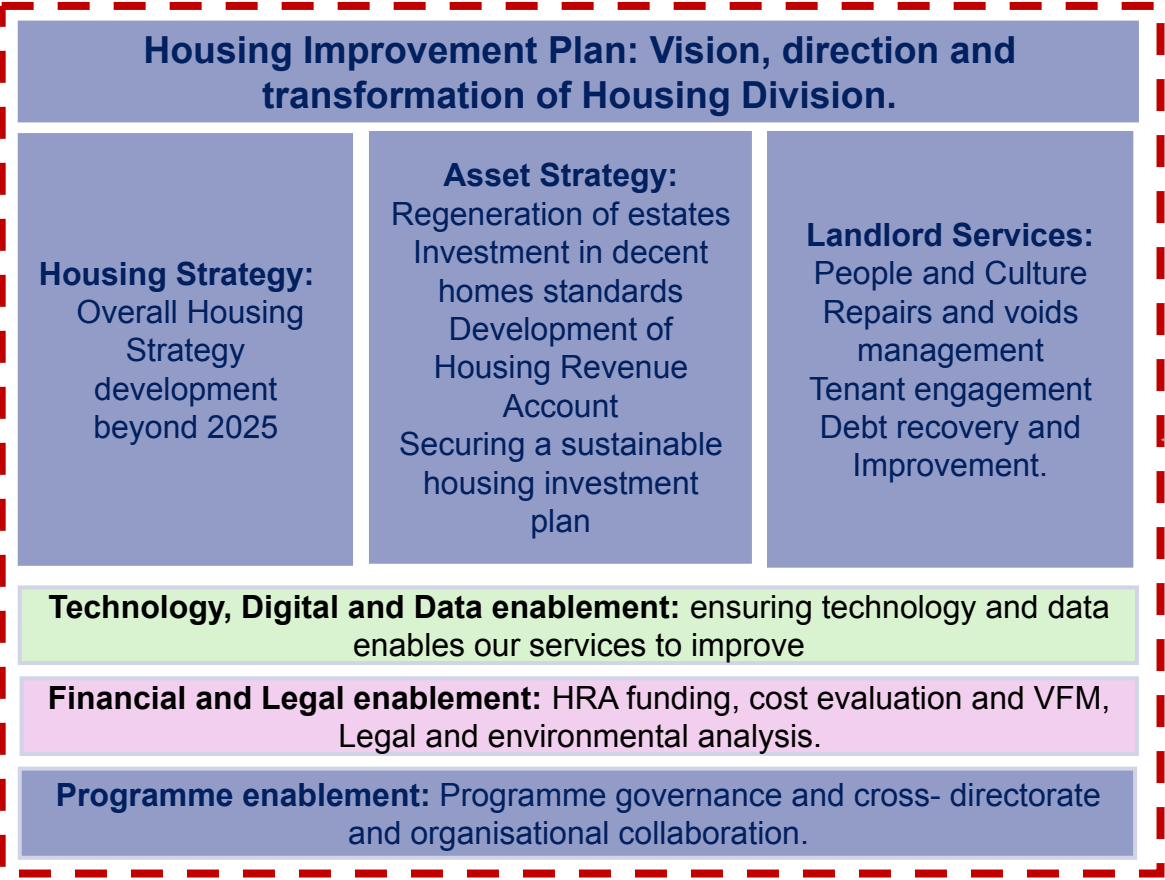 Housing Improvement Plan: Vision, direction and
transformation of Housing Division.
Housing Strategy:
Overall Housing
Strategy
development
beyond 2025
Asset Strategy:
Regeneration of estates
Investment in decent
homes standards
Development of
Housing Revenue
Account
Securing a sustainable
housing investment
plan
Landlord Services:
People and Culture
Repairs and voids
management
Tenant engagement
Debt recovery and
Improvement.
Technology, Digital and Data enablement: ensuring technology and data
enables our services to improve
Financial and Legal enablement: HRA funding, cost evaluation and VFM,
Legal and environmental analysis.
Programme enablement: Programme governance and cross- directorate
and organisational collaboration.